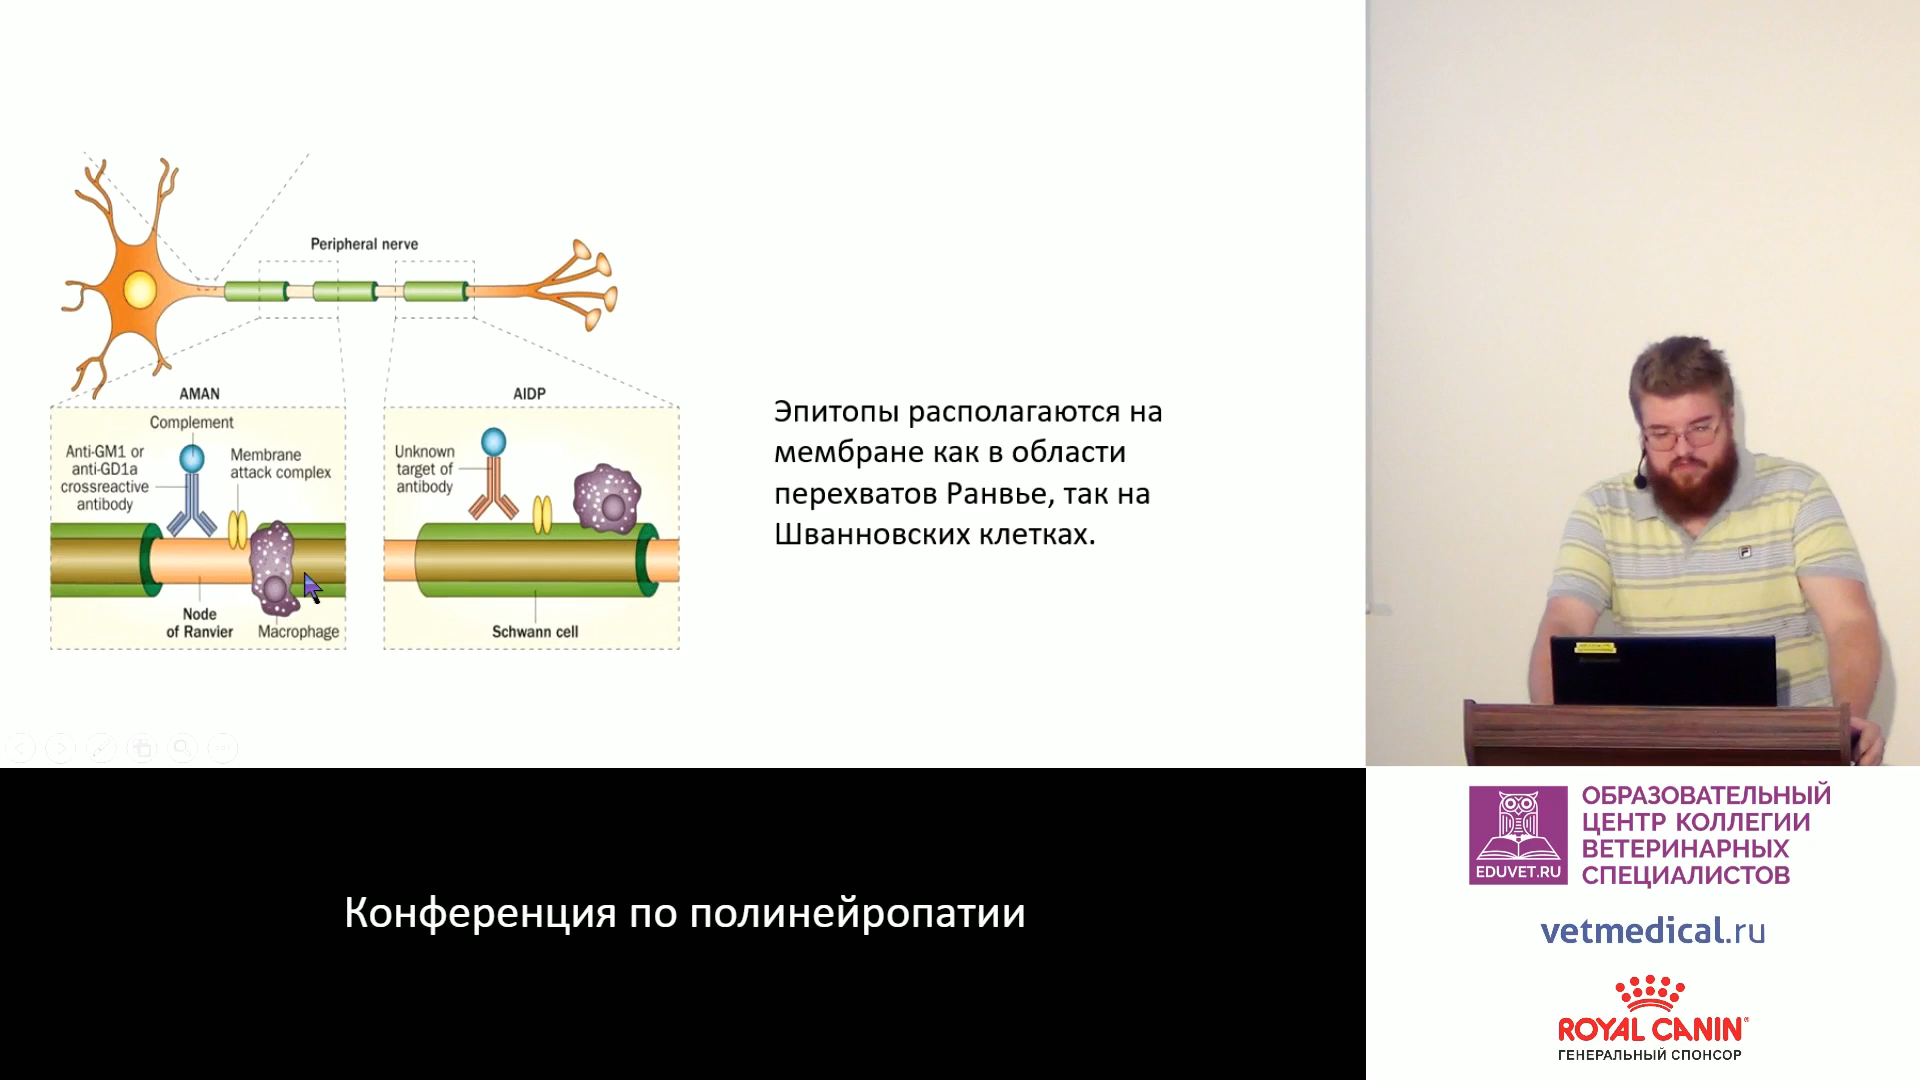 Peripheral nerve
AMAN
Complement
Anti-GM1 or
anti-GD1a
crossreactive
antibody
Membrane
attack complex
Node
of Ranvier
Macrophage
AIDP
Unknown
target of
antibody
Schwann cell
Эпитопы располагаются на
мембране как в области
перехватов Ранвье, так на
Шванновских клетках.
Конференция по полинейропатии
EDUVET.RU
ОБРАЗОВАТЕЛЬНЫЙ
ЦЕНТР КОЛЛЕГИИ
ВЕТЕРИНАРНЫХ
СПЕЦИАЛИСТОВ
vetmedical.ru
ROYAL CANIN
ГЕНЕРАЛЬНЫЙ СПОНСОР